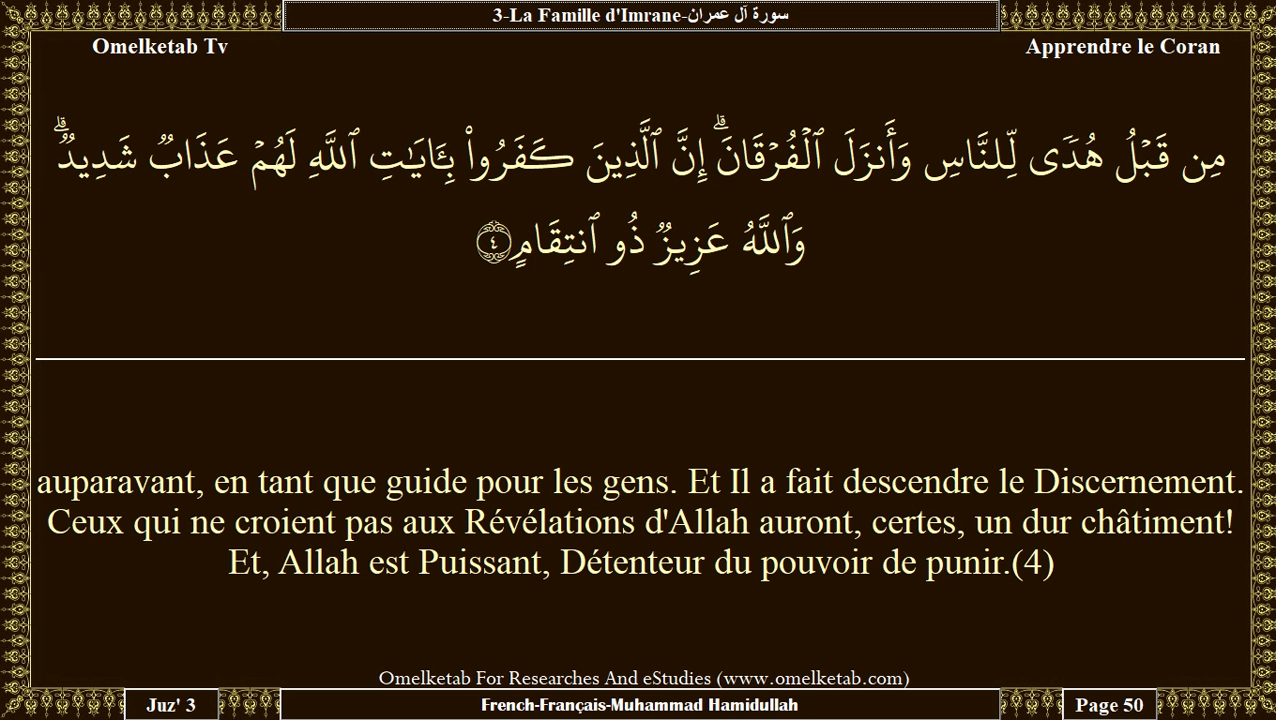 3-La Famille d'Imrane-سورة آل عمران
Omelketab Tv
Apprendre le Coran
مِن قَبْلُ هُدًى لِّلنَّاسِ وَأَنزَلَ ٱلْفُرْقَانَ ۗ إِنَّ ٱلَّذِينَ كَفَرُوا۟ بِـَٔايَـٰتِ ٱللَّهِ لَهُمْ عَذَابٌ شَدِيدٌ ۗ
وَٱللَّهُ عَزِيزٌ ذُو ٱنتِقَامٍ ٤
auparavant, en tant que guide pour les gens. Et Il a fait descendre le Discernement.
Ceux qui ne croient pas aux Révélations d'Allah auront, certes, un dur châtiment!
Et, Allah est Puissant, Détenteur du pouvoir de punir.(4)
Omelketab For Researches And eStudies (www.omelketab.com)
Juz' 3
French-Français-Muhammad Hamidullah
Page 50